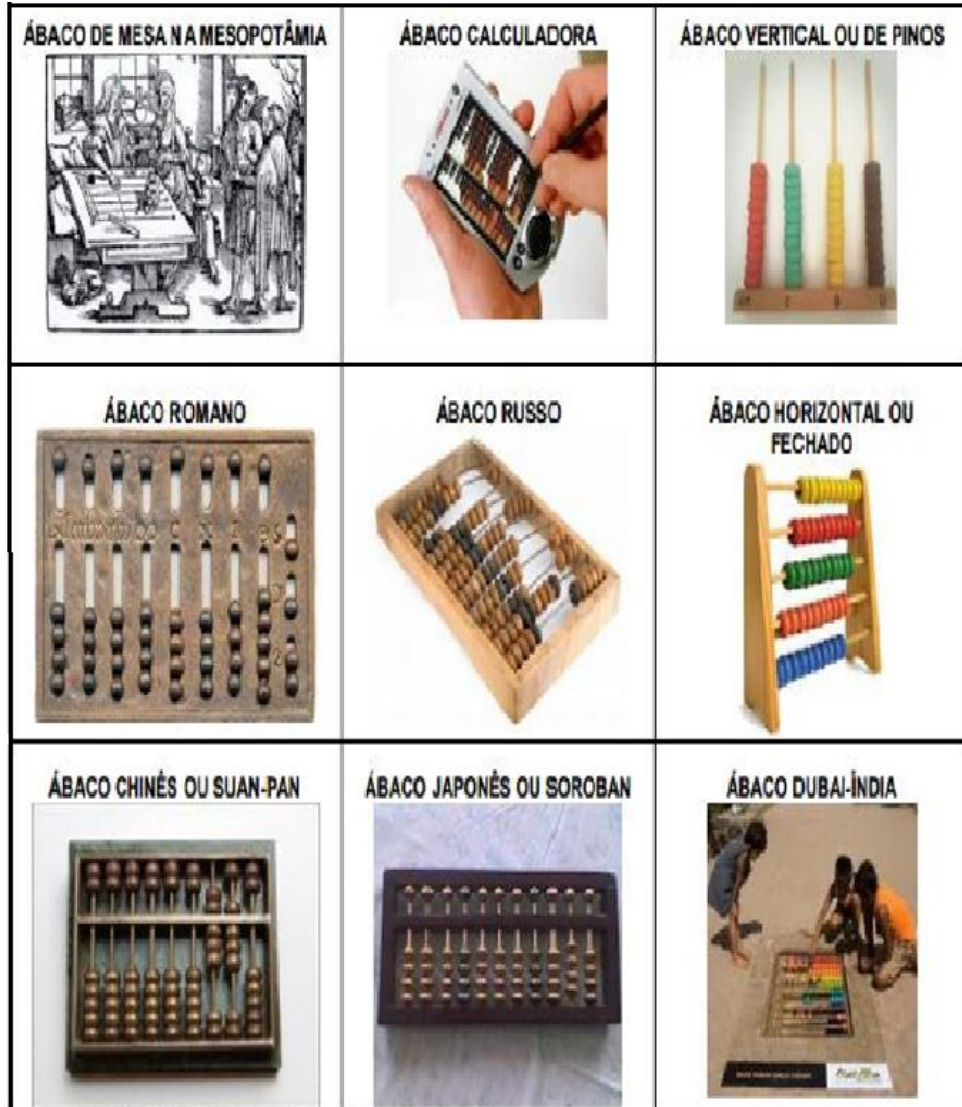 ÁBACO DE MESA NA MESOPOTÂMIA
ÁBACO CALCULADORA
ÁBACO VERTICAL OU DE PINOS
ÁBACO ROMANO
ÁBACO RUSSO
ÁBACO HORIZONTAL OU
FECHADO
ÁBACO CHINÊS OU SUAN-PAN
ÁBACO JAPONÊS OU SOROBAN
ÁBACO DUBAI-ÍNDIA